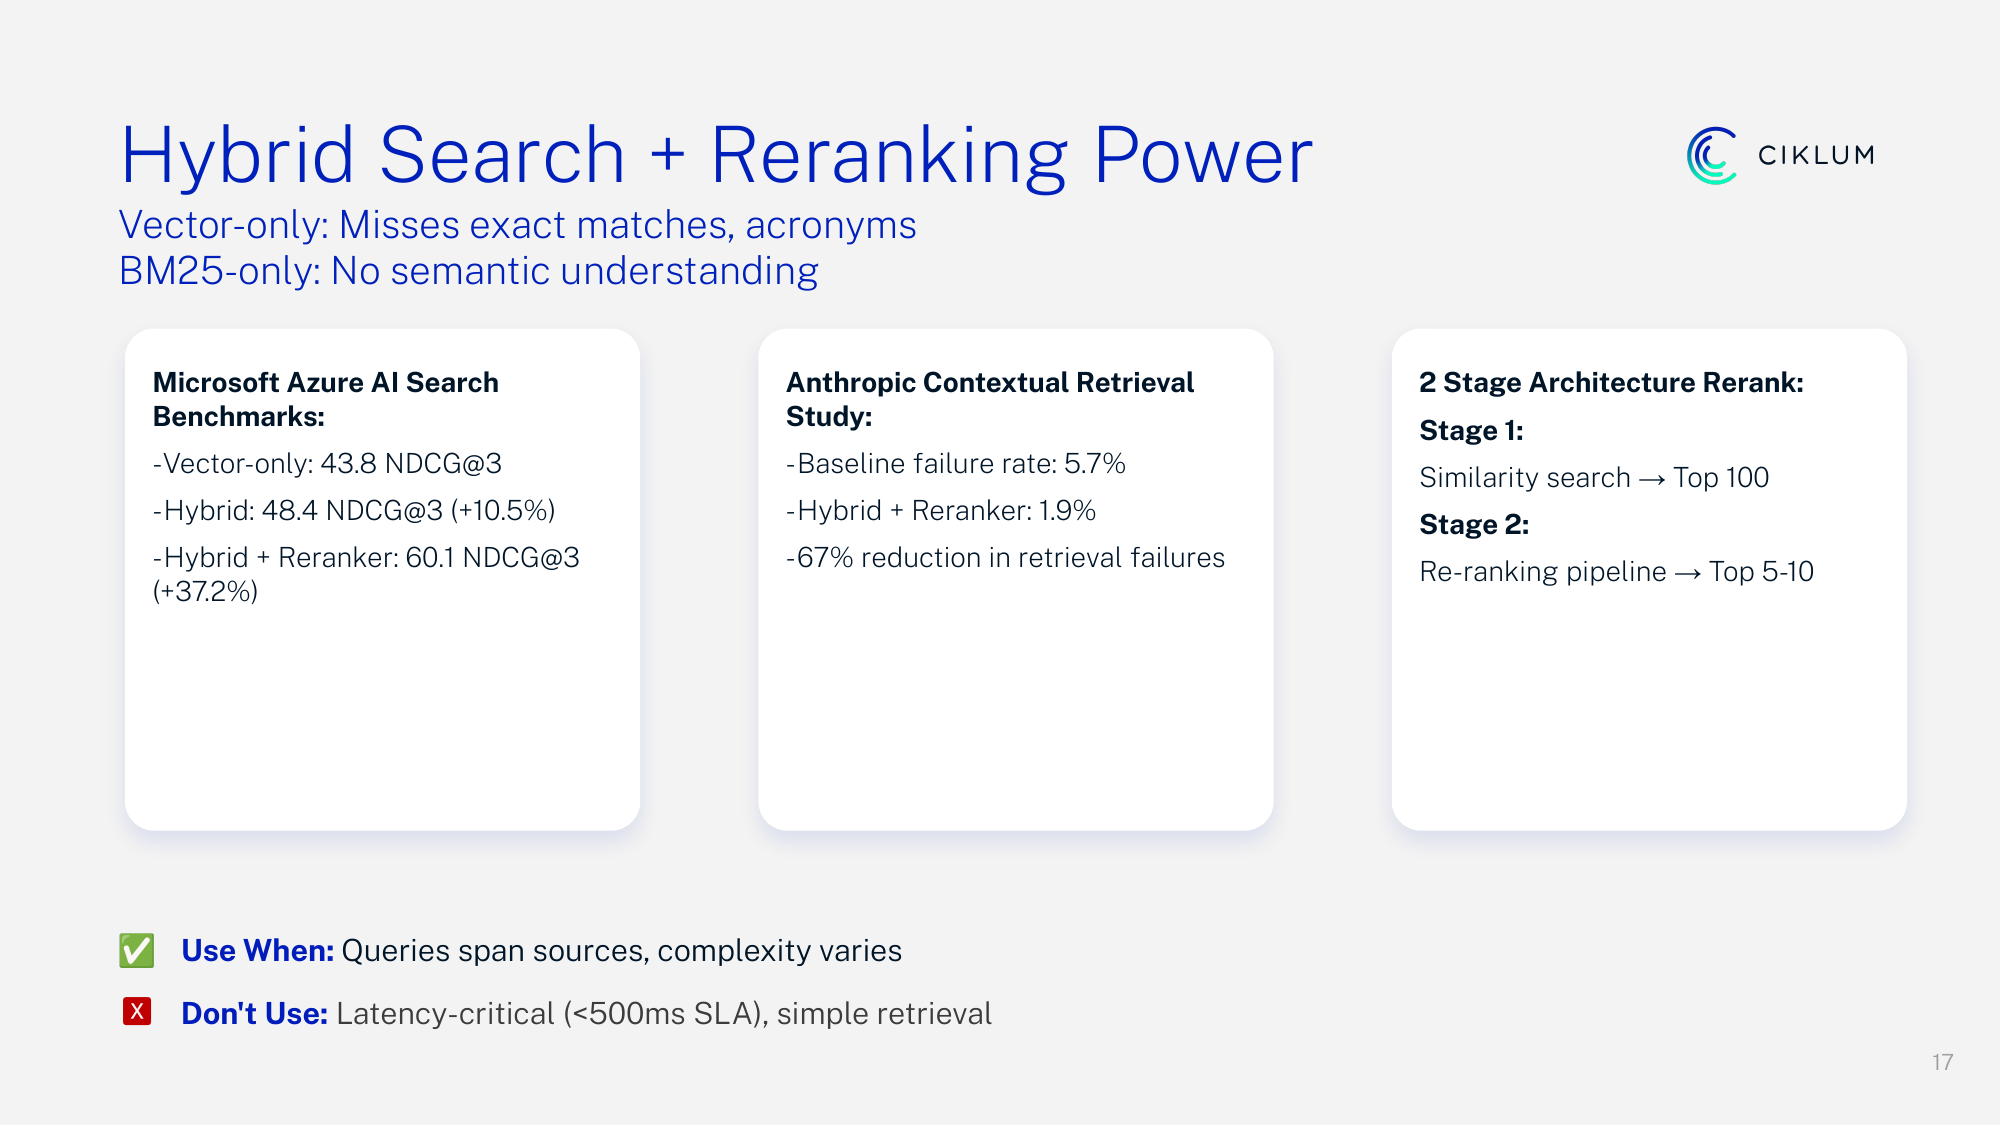 Hybrid Search + Reranking Power
CIKLUM
Vector-only: Misses exact matches, acronyms
BM25-only: No semantic understanding
Microsoft Azure AI Search
Benchmarks:
-Vector-only: 43.8 NDCG@3
-Hybrid: 48.4 NDCG@3 (+10.5%)
-Hybrid + Reranker: 60.1 NDCG@3
(+37.2%)
Anthropic Contextual Retrieval
Study:
-Baseline failure rate: 5.7%
-Hybrid + Reranker: 1.9%
-67% reduction in retrieval failures
2 Stage Architecture Rerank:
Stage 1:
Similarity search → Top 100
Stage 2:
Re-ranking pipeline → Top 5-10
✅ Use When: Queries span sources, complexity varies
X Don't Use: Latency-critical (<500ms SLA), simple retrieval
17